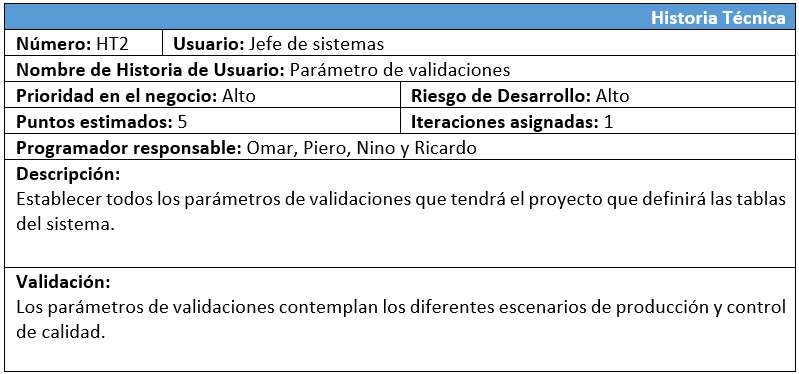 Historia Técnica
Número: HT2 Usuario: Jefe de sistemas
Nombre de Historia de Usuario: Parámetro de validaciones
Prioridad en el negocio: Alto Riesgo de Desarrollo: Alto
Puntos estimados: 5 Iteraciones asignadas: 1
Programador responsable: Omar, Piero, Nino y Ricardo
Descripción:
Establecer todos los parámetros de validaciones que tendrá el proyecto que definirá las tablas
del sistema.
Validación:
Los parámetros de validaciones contemplan los diferentes escenarios de producción y control
de calidad.